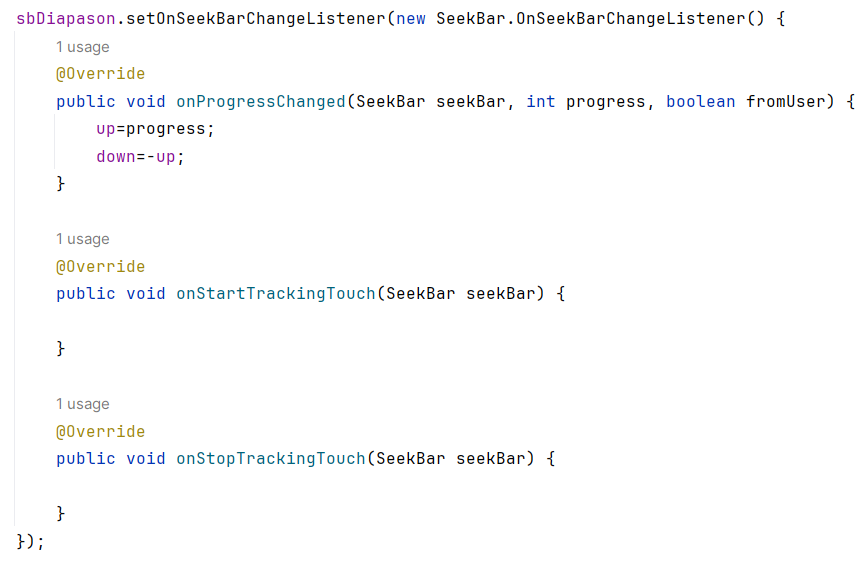 sbDiapason.setOnSeekBarChangeListener(new SeekBar.OnSeekBarChangeListener() {
1 usage
@Override
public void onProgressChanged(SeekBar seekBar, int progress, boolean fromUser) {
up=progress;
down=-up;
}
1 usage
@Override
public void onStartTrackingTouch(SeekBar seekBar) {
}
1 usage
@Override
public void onStopTrackingTouch(SeekBar seekBar) {
}
});